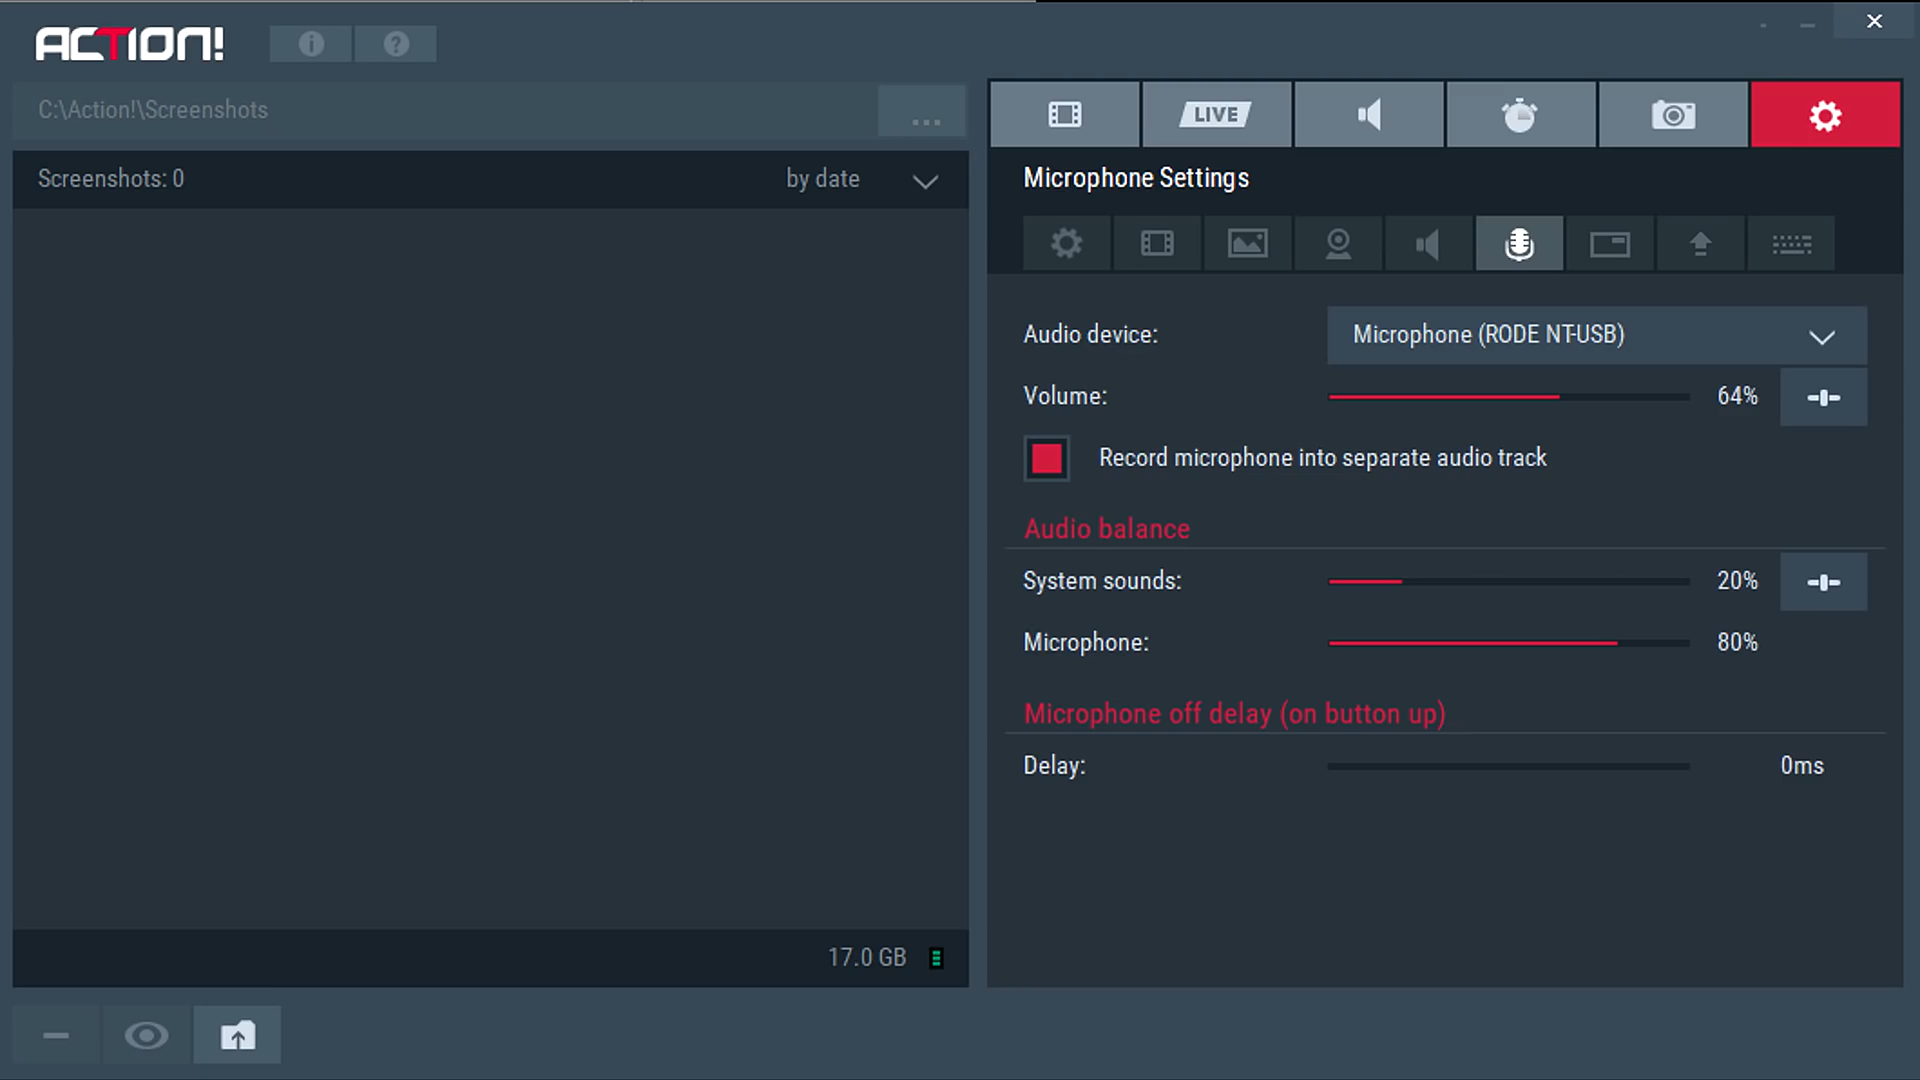 ACTION!
C:\Action!\Screenshots
...
Screenshots: 0
by date
17.0 GB
LIVE
Microphone Settings
Audio device:
Microphone (RODE NT-USB)
Volume:
64%
Record microphone into separate audio track
Audio balance
System sounds:
20%
Microphone:
80%
Microphone off delay (on button up)
Delay:
0ms